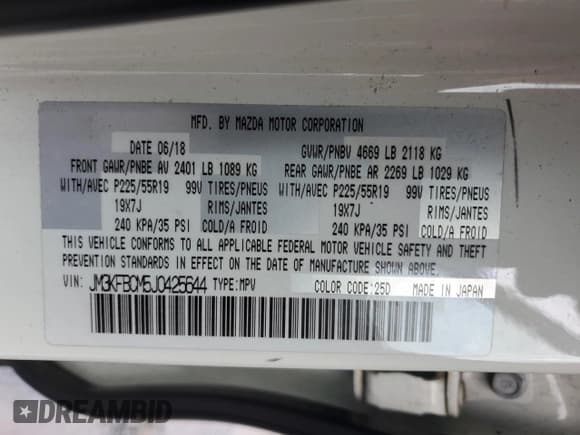 MFD. BY MAZDA MOTOR CORPORATION
DATE 06/18 GVWR/PNBV 4669 LB 2118 KG
FRONT GAWR/PNBE AV 2401 LB 1089 KG REAR GAWR/PNBE AR 2269 LB 1029 KG
WITH/AVEC P225/55R19 99V TIRES/PNEUS WITH/AVEC P225/55R19 99V TIRES/PNEUS
19X7J RIMS/JANTES 19X7J RIMS/JANTES
240 KPA/35 PSI COLD/A FROID 240 KPA/35 PSI COLD/A FROID
THIS VEHICLE CONFORMS TO ALL APPLICABLE FEDERAL MOTOR VEHICLE SAFETY AND THEFT
PREVENTION STANDARDS IN EFFECT ON THE DATE OF MANUFACTURE SHOWN ABOVE.
VIN: JM3KFBCM5J0425644 TYPE:MPV COLOR CODE:25D MADE IN JAPAN
DREAMBID